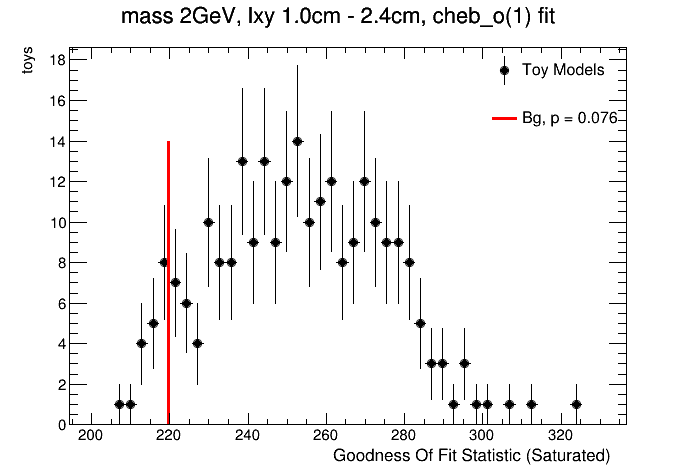 mass 2GeV, lxy 1.0cm - 2.4cm, cheb_o(1) fit
toys
18
16
14
12
10
8
6
4
2
0
Toy Models
Bg, p = 0.076
200 220 240 260 280 300 320
Goodness Of Fit Statistic (Saturated)